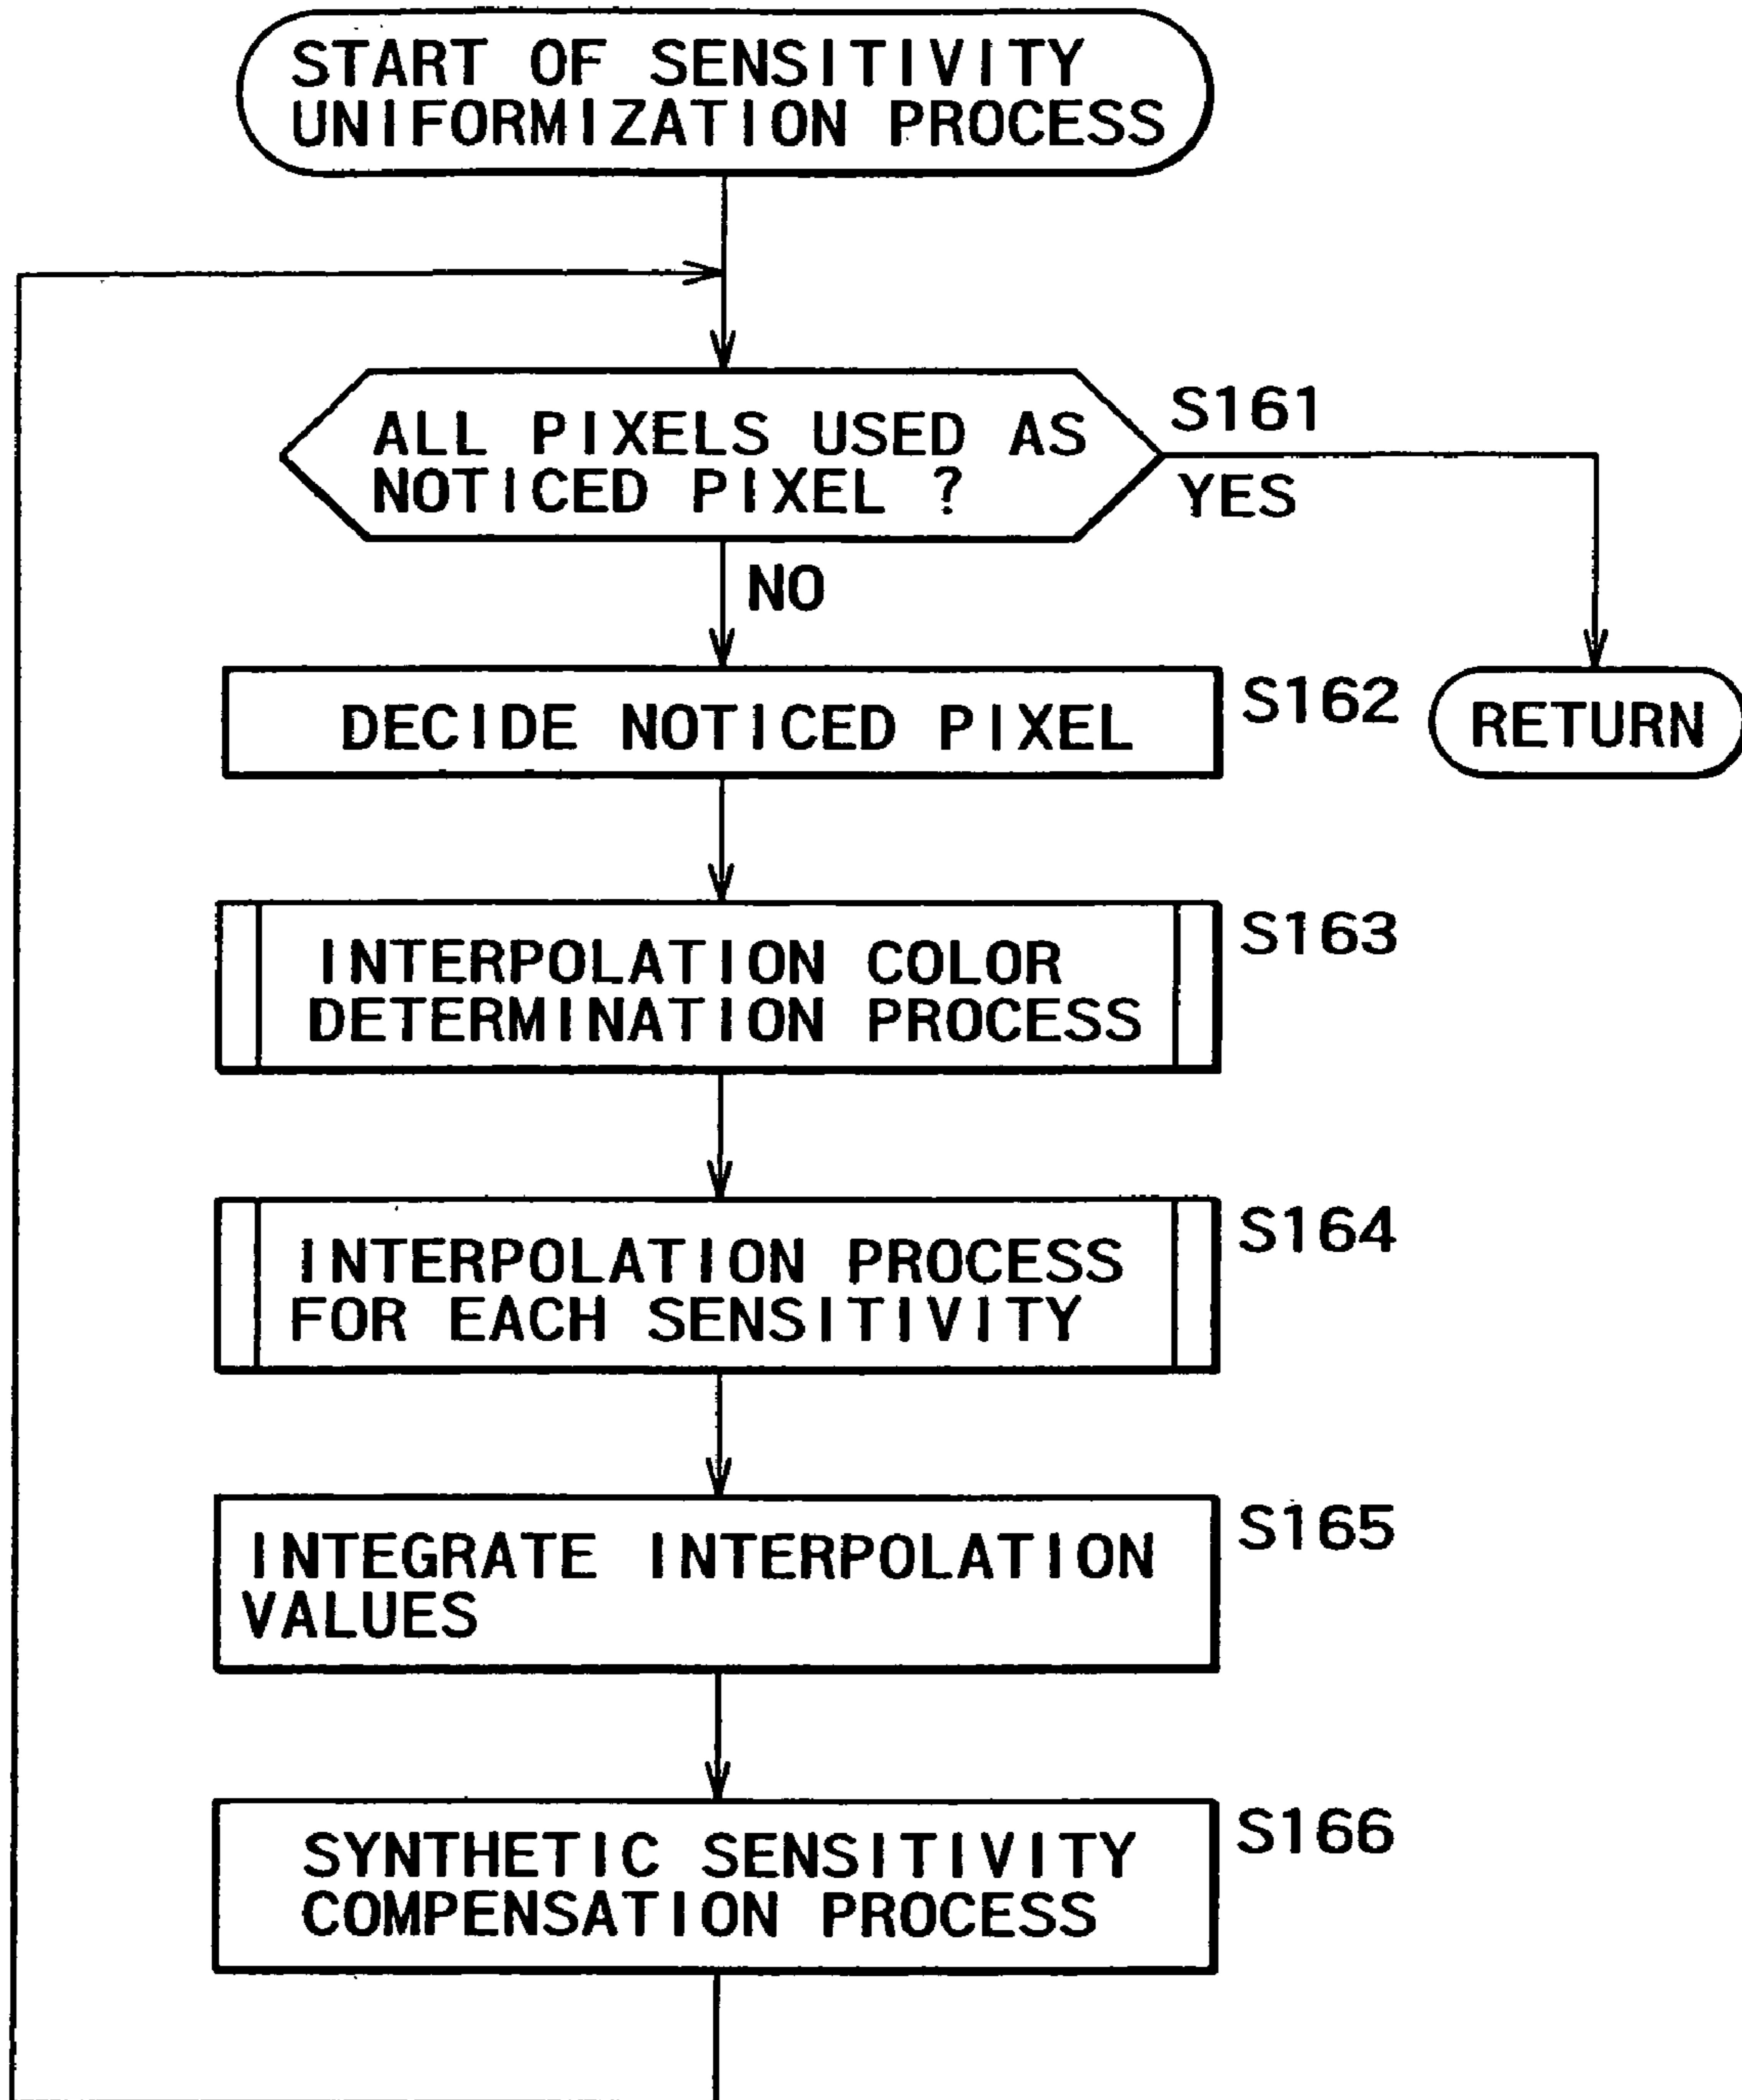 START OF SENSITIVITY
UNIFORMIZATION PROCESS
ALL PIXELS USED AS
NOTICED PIXEL ?
S161
YES
NO
DECIDE NOTICED PIXEL
S162
RETURN
INTERPOLATION COLOR
DETERMINATION PROCESS
S163
INTERPOLATION PROCESS
FOR EACH SENSITIVITY
S164
INTEGRATE INTERPOLATION
VALUES
S165
SYNTHETIC SENSITIVITY
COMPENSATION PROCESS
S166